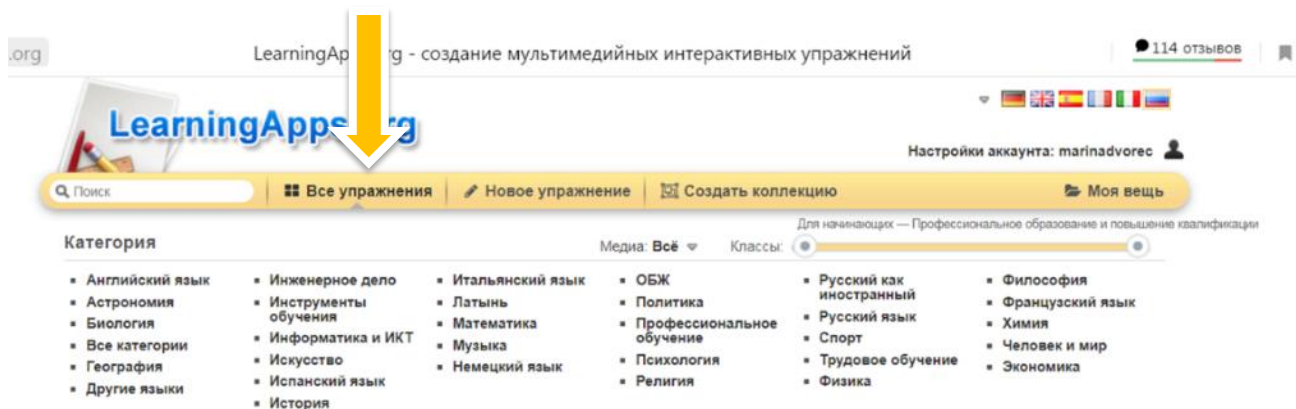 .org
LearningAp rg - создание мультимедийных интерактивных упражнений
114 отзывов
LearningApps rg
Настройки аккаунта: marinadvorec
Поиск
Все упражнения
Новое упражнение
Создать коллекцию
Моя вещь
Для начинающих — Профессиональное образование и повышение квалификации
Категория
Медиа: Всё
Классы:
Английский язык
Астрономия
Биология
Все категории
География
Другие языки
Инженерное дело
Инструменты
обучения
Информатика и ИКТ
Искусство
Испанский язык
История
Итальянский язык
Латынь
Математика
Музыка
Немецкий язык
ОБЖ
Политика
Профессиональное
обучение
Психология
Религия
Русский как
иностранный
Русский язык
Спорт
Трудовое обучение
Физика
Философия
Французский язык
Химия
Человек и мир
Экономика